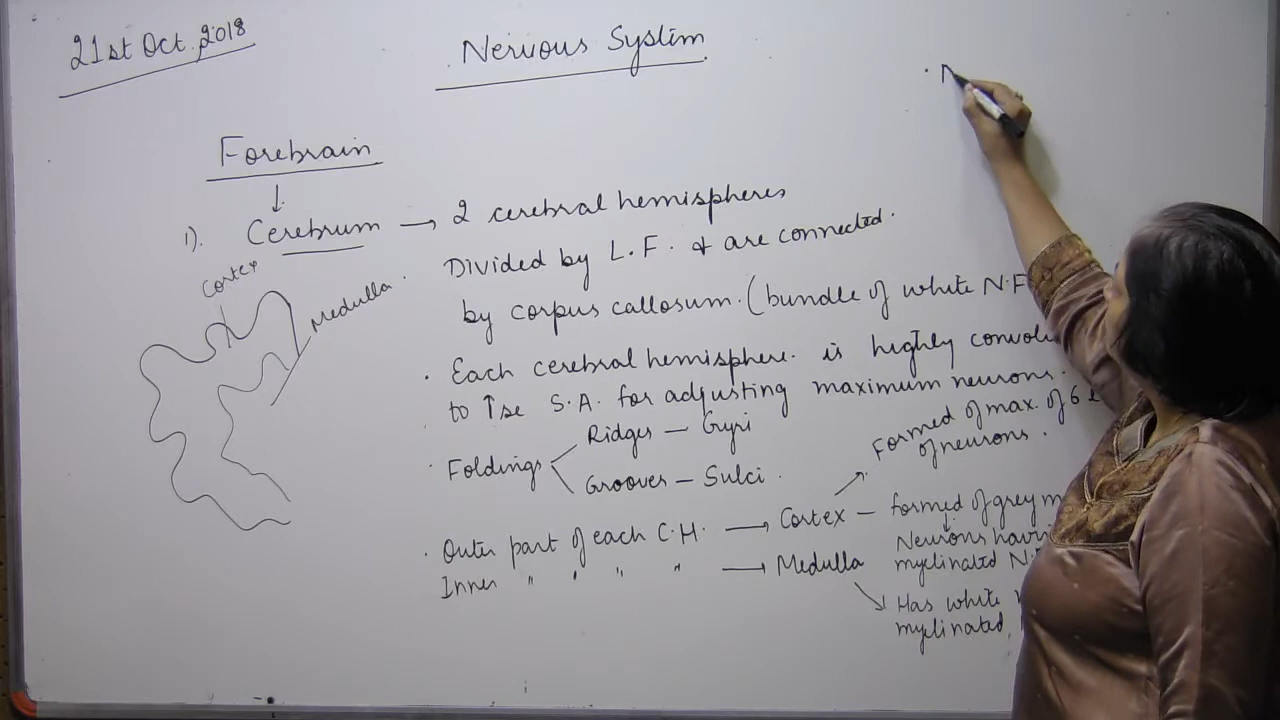 21st Oct, 2018
Nervous System
Forebrain
1). Cerebrum → 2 cerebral hemispheres
Cortex
Medulla.
Divided by L.F. & are connected.
by corpus callosum. (bundle of white N.F
. Each cerebral hemisphere. is highly
to ↑se S.A. for adjusting maximum neurons.
. Foldings
Ridges – Gyri
Grooves – Sulci.
Formed of max. of 6
of neurons.
. Outer part of each C.H. → Cortex – formed of grey
Neurons
myelinated N.
Inner " " " " → Medulla
Has white
myelinated,